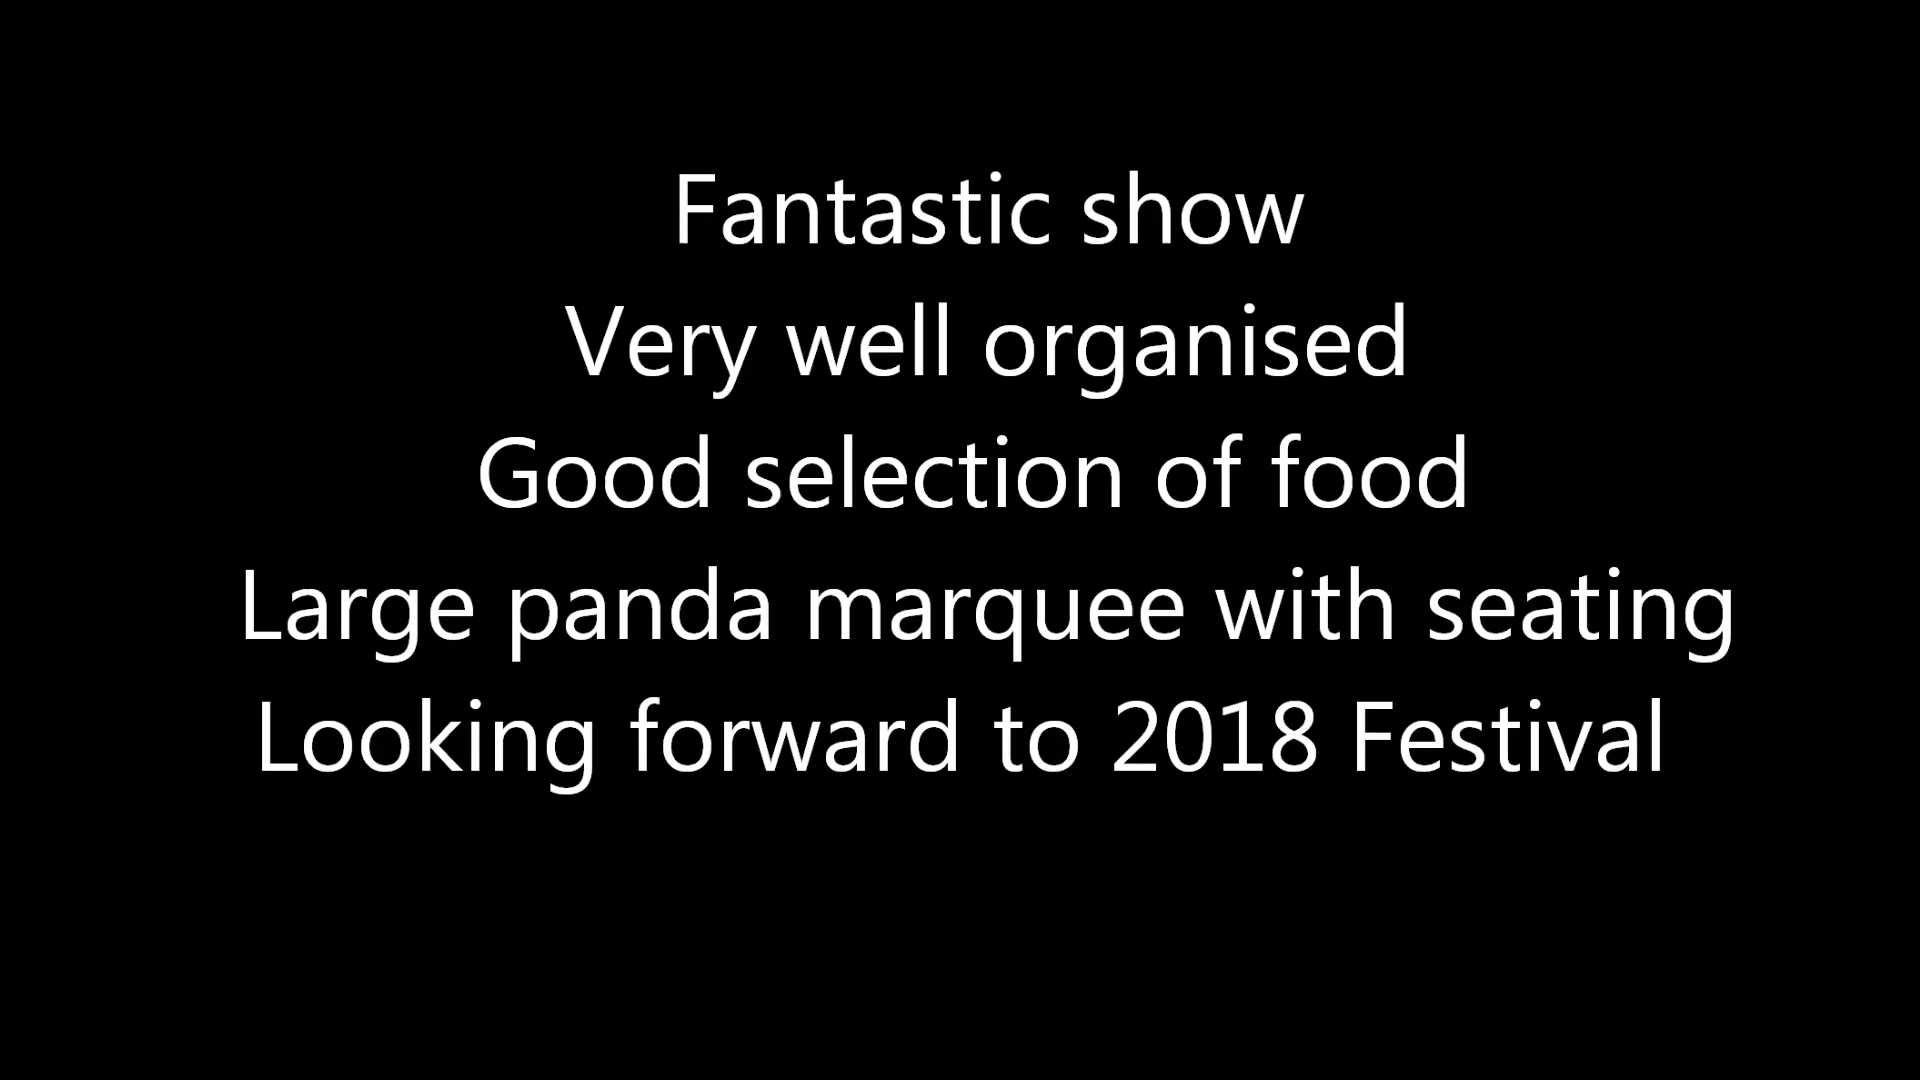 Fantastic show
Very well organised
Good selection of food
Large panda marquee with seating
Looking forward to 2018 Festival